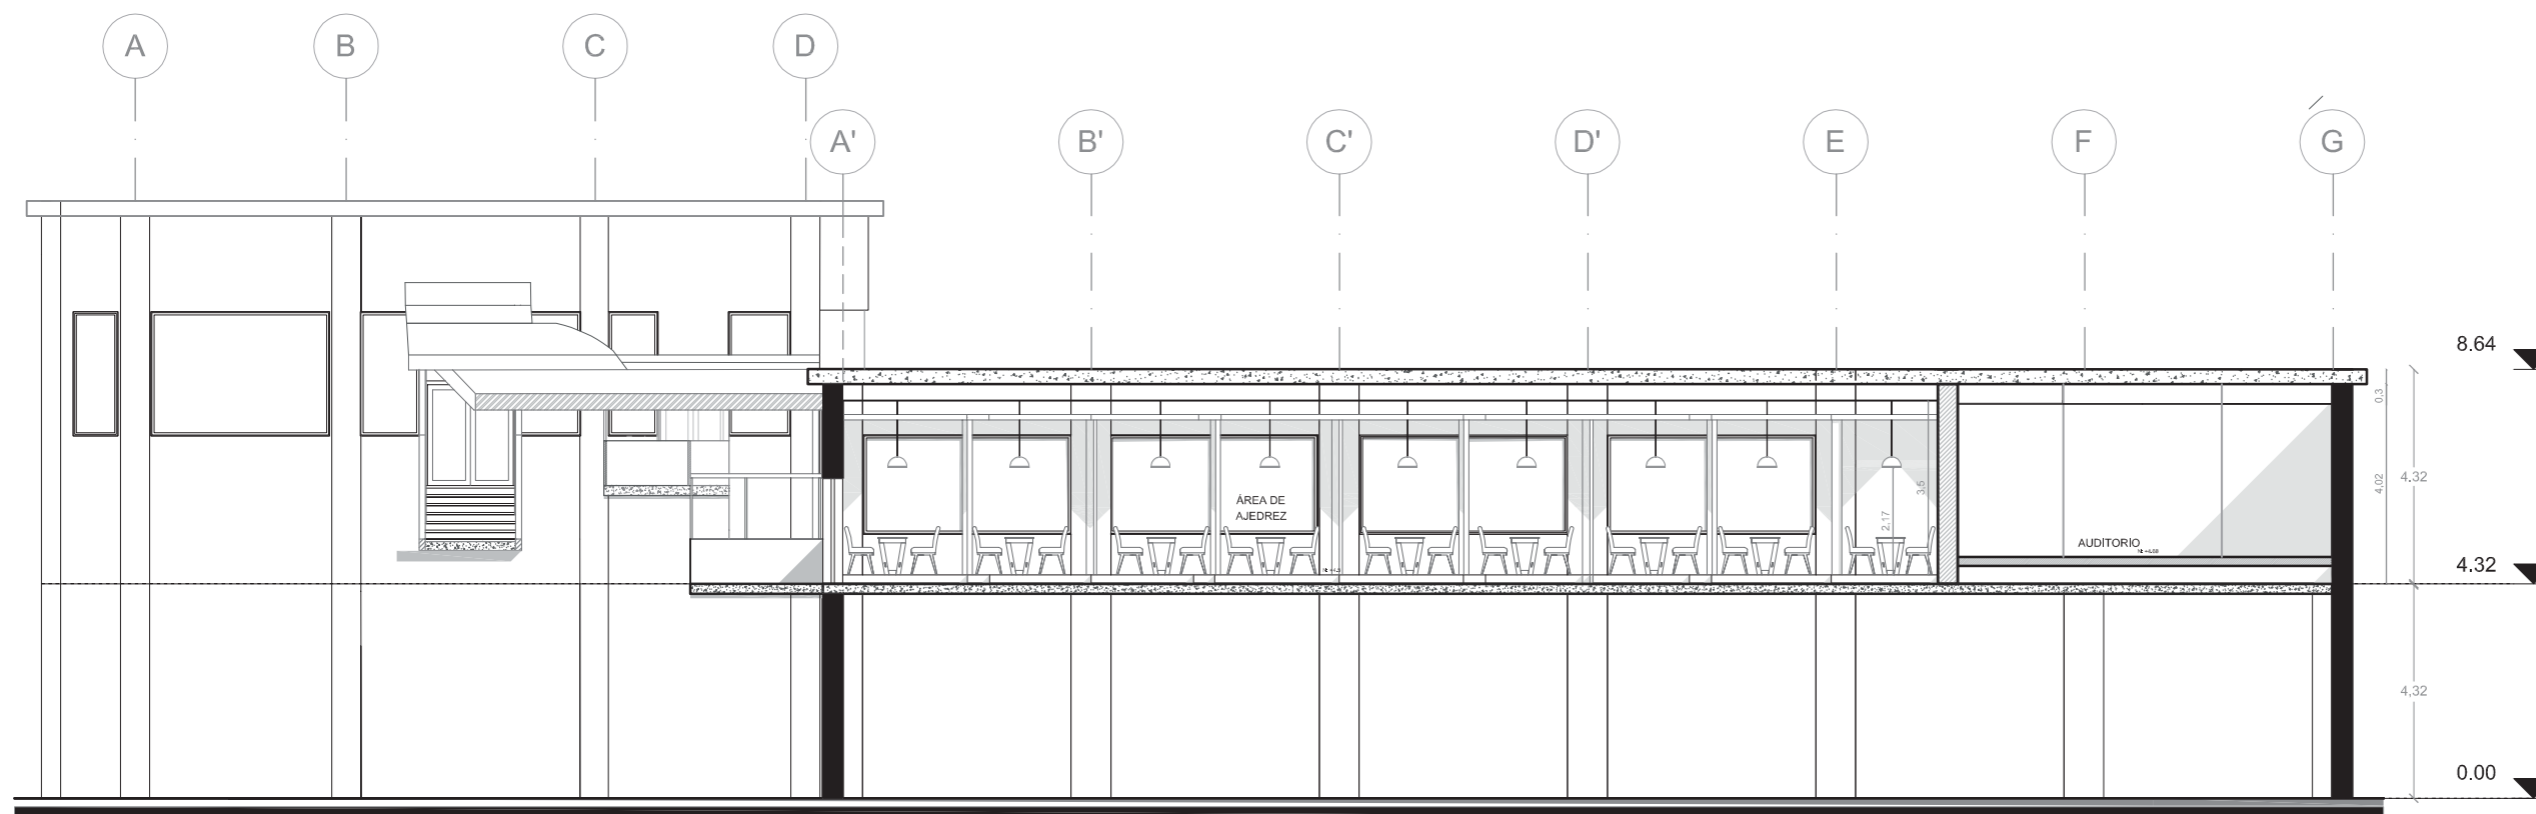 A
B
C
D
A'
B'
C'
D'
E
F
G
8.64
0,3
4,02
4,32
3,5
2,17
ÁREA DE
AJEDREZ
AUDITORIO
4.32
4,32
0.00